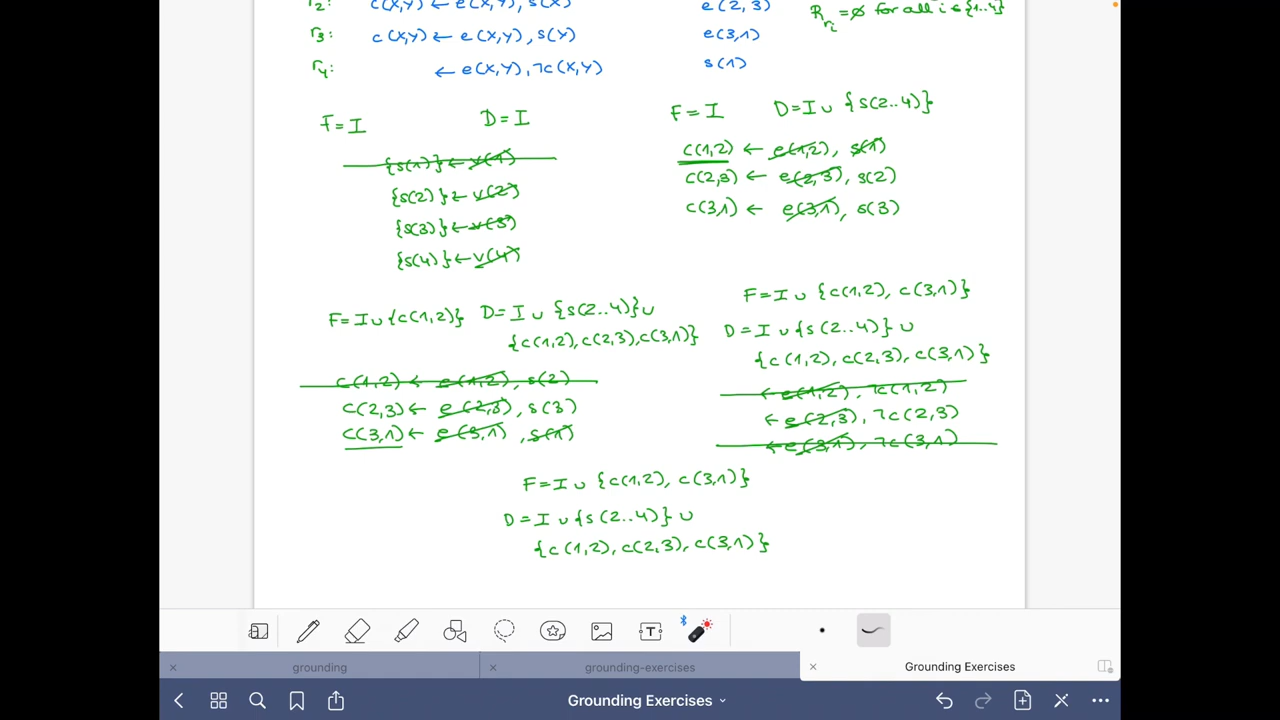 r2: c(X,Y) ← e(X,Y), s(X) e(2,3)
R_ri = ∅ for all i ∈ {1..4}
r3: c(X,Y) ← e(X,Y), s(Y) e(3,1)
r4: ← e(X,Y), ¬c(X,Y) s(1)
F = I D = I
{s(1)} ← v(1)
{s(2)} ← v(2)
{s(3)} ← v(3)
{s(4)} ← v(4)
F = I D = I ∪ {s(2..4)}
c(1,2) ← e(1,2), s(1)
c(2,3) ← e(2,3), s(2)
c(3,1) ← e(3,1), s(3)
F = I ∪ {c(1,2)} D = I ∪ {s(2..4)} ∪
{c(1,2), c(2,3), c(3,1)}
c(1,2) ← e(1,2), s(2)
c(2,3) ← e(2,3), s(3)
c(3,1) ← e(3,1), s(1)
F = I ∪ {c(1,2), c(3,1)}
D = I ∪ {s(2..4)} ∪
{c(1,2), c(2,3), c(3,1)}
← e(1,2), ¬c(1,2)
← e(2,3), ¬c(2,3)
← e(3,1), ¬c(3,1)
F = I ∪ {c(1,2), c(3,1)}
D = I ∪ {s(2..4)} ∪
{c(1,2), c(2,3), c(3,1)}
grounding
grounding-exercises
Grounding Exercises
Grounding Exercises